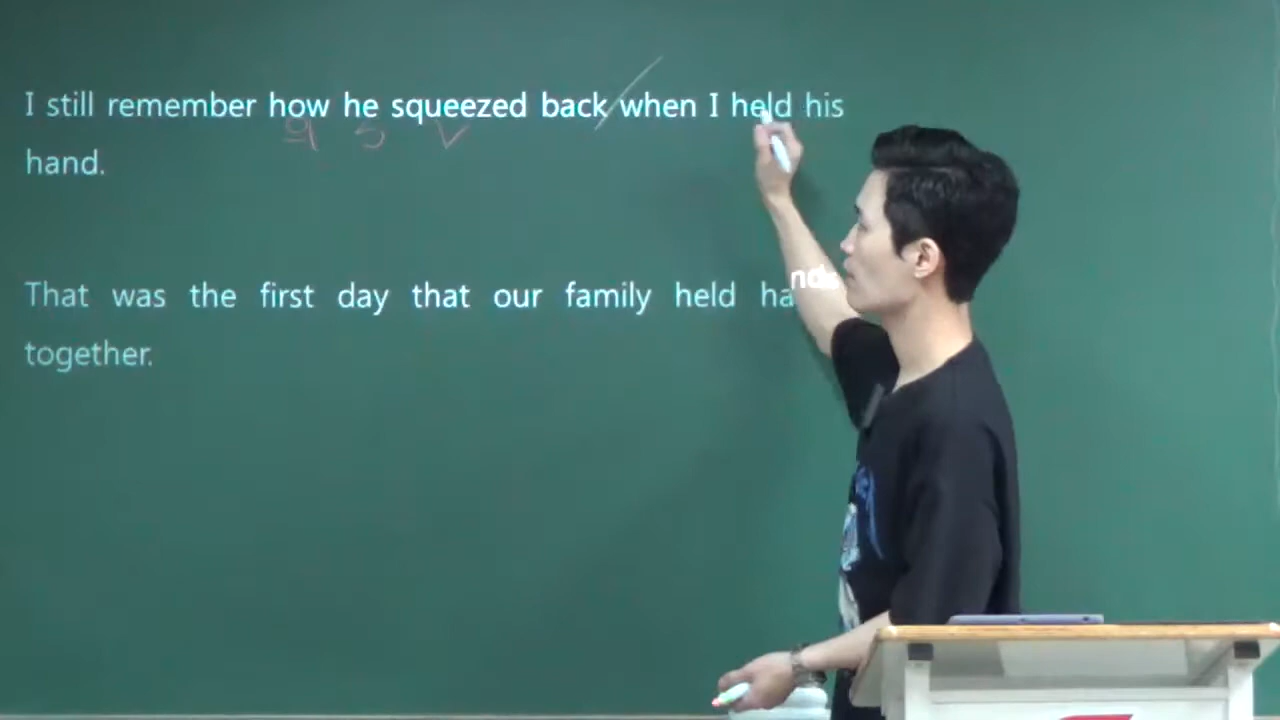 I still remember how he squeezed back when I held his
q s v
hand.
That was the first day that our family held hands
together.